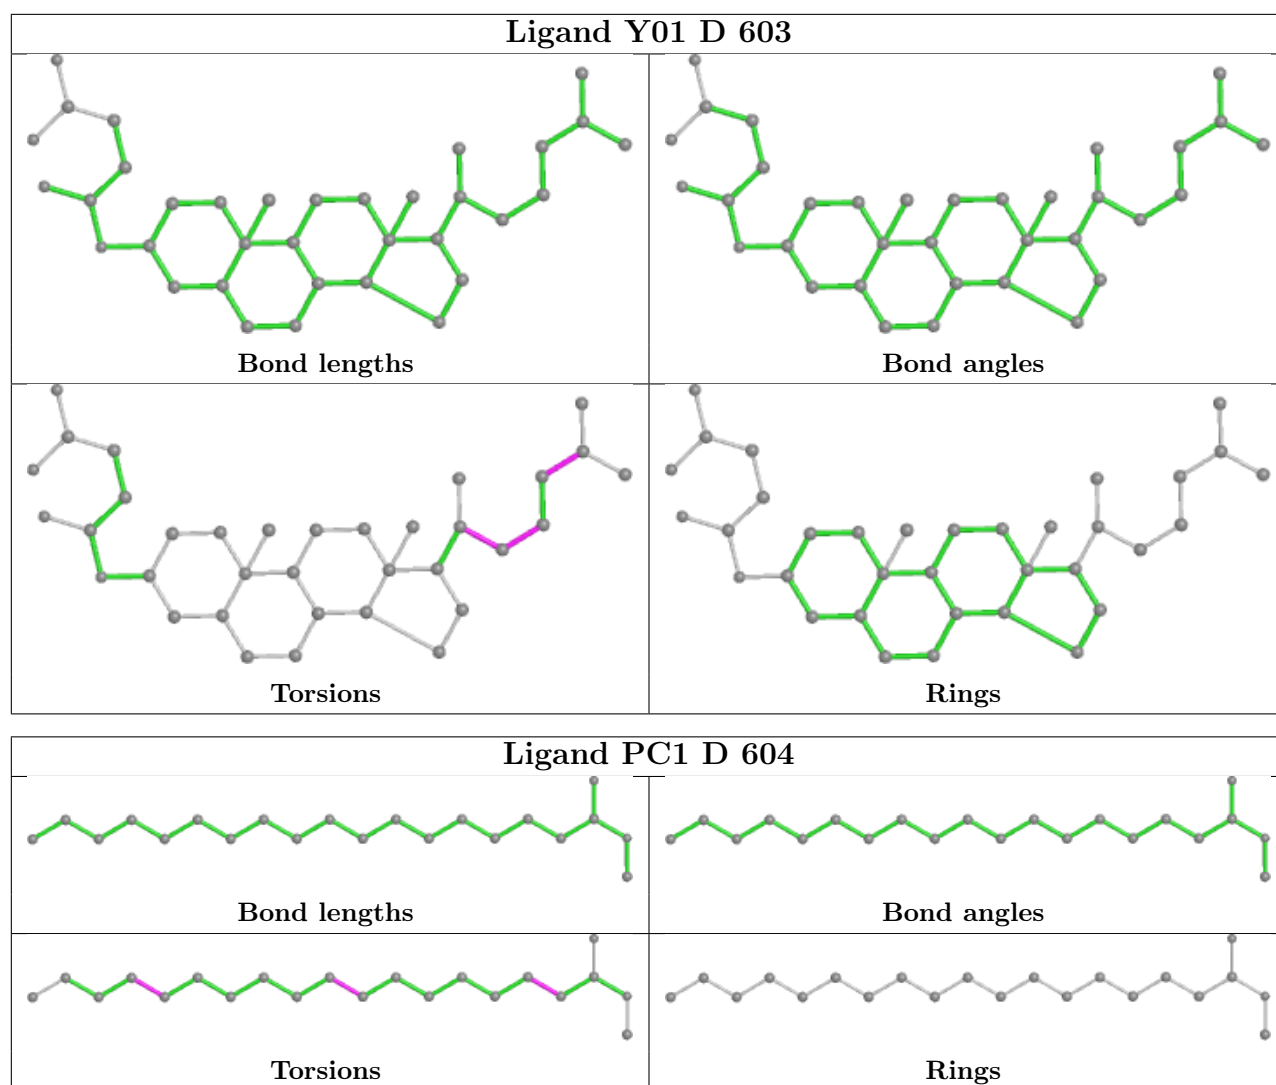 Ligand Y01 D 603
Bond lengths
Bond angles
Torsions
Rings
Ligand PC1 D 604
Bond lengths
Bond angles
Torsions
Rings